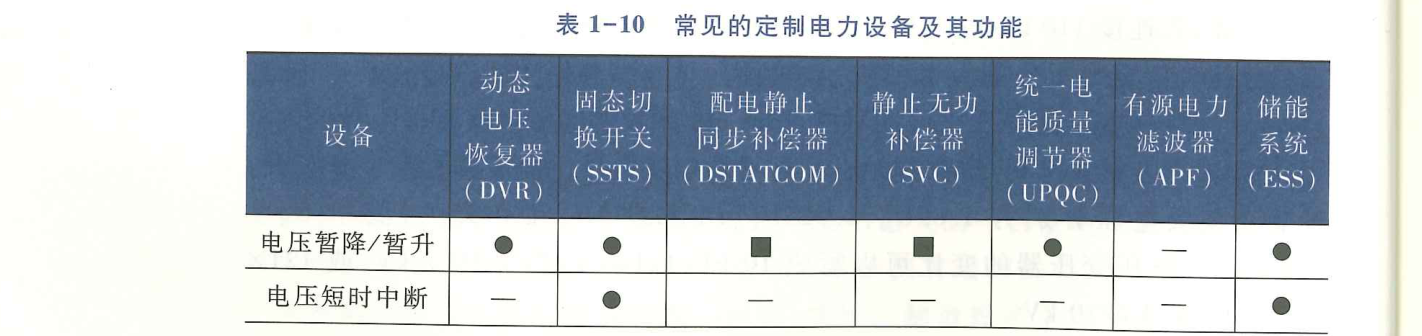 表 1-10 常见的定制电力设备及其功能
设备
动态
电压
恢复器
(DVR)
固态切
换开关
(SSTS)
配电静止
同步补偿器
(DSTATCOM)
静止无功
补偿器
(SVC)
统一电
能质量
调节器
(UPQC)
有源电力
滤波器
(APF)
储能
系统
(ESS)
电压暂降/暂升 ● ● ■ ■ ● — ●
电压短时中断 — ● — — — — ●